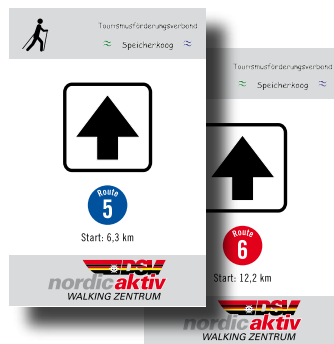 Tourismusförderungsverband
≈ Speicherkoog ≈
Route
5
Start: 6,3 km
DSV
nordic aktiv
WALKING ZENTRUM
Tourismusförderungsverband
≈ Speicherkoog ≈
Route
6
Start: 12,2 km
DSV
nordic aktiv
WALKING ZENTRUM